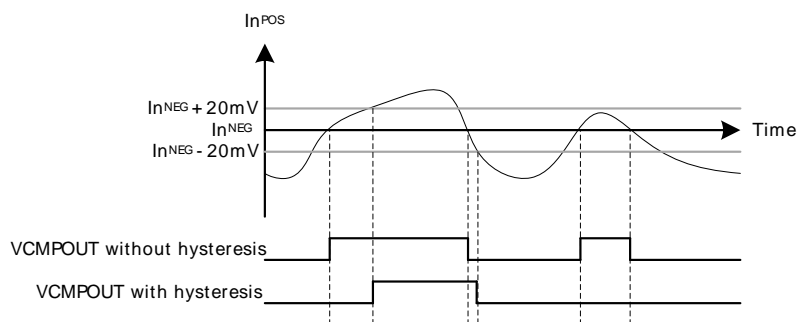 InPOS
InNEG + 20mV
InNEG
Time
InNEG - 20mV
VCMPOUT without hysteresis
VCMPOUT with hysteresis